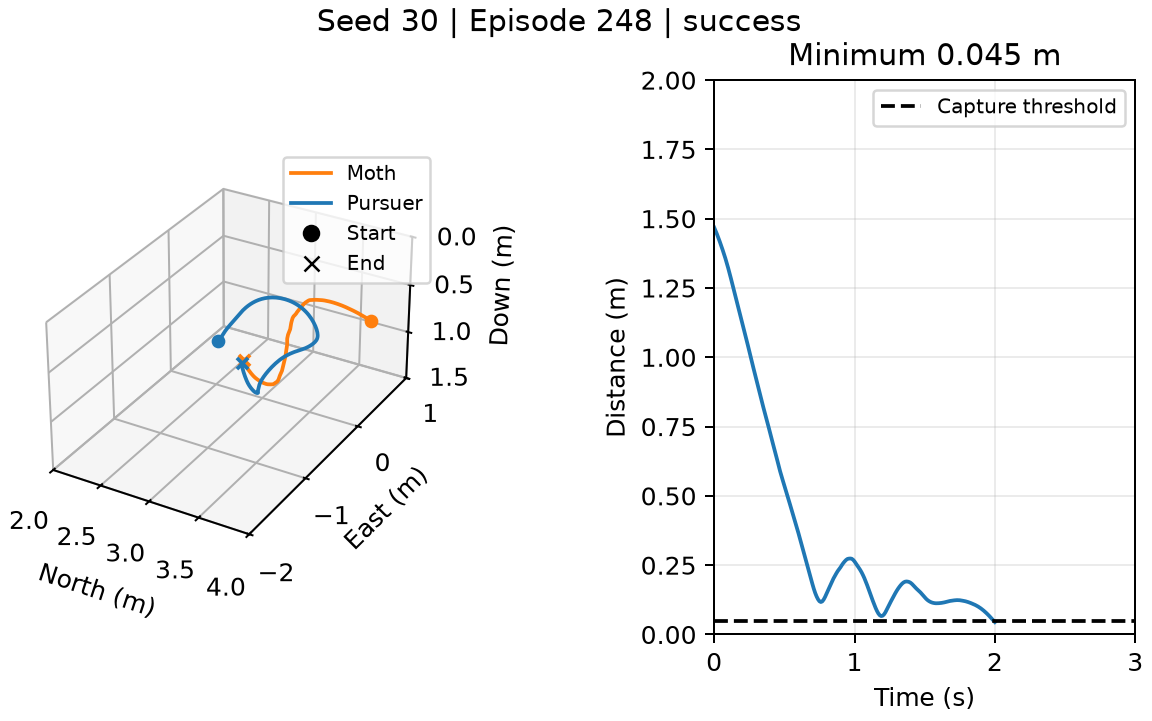 Seed 30 | Episode 248 | success
Moth
Pursuer
Start
End
0.0
0.5
1.0
1.5
Down (m)
1
0
−1
−2
East (m)
2.0
2.5
3.0
3.5
4.0
North (m)
Minimum 0.045 m
Capture threshold
2.00
1.75
1.50
1.25
1.00
0.75
0.50
0.25
0.00
Distance (m)
0
1
2
3
Time (s)